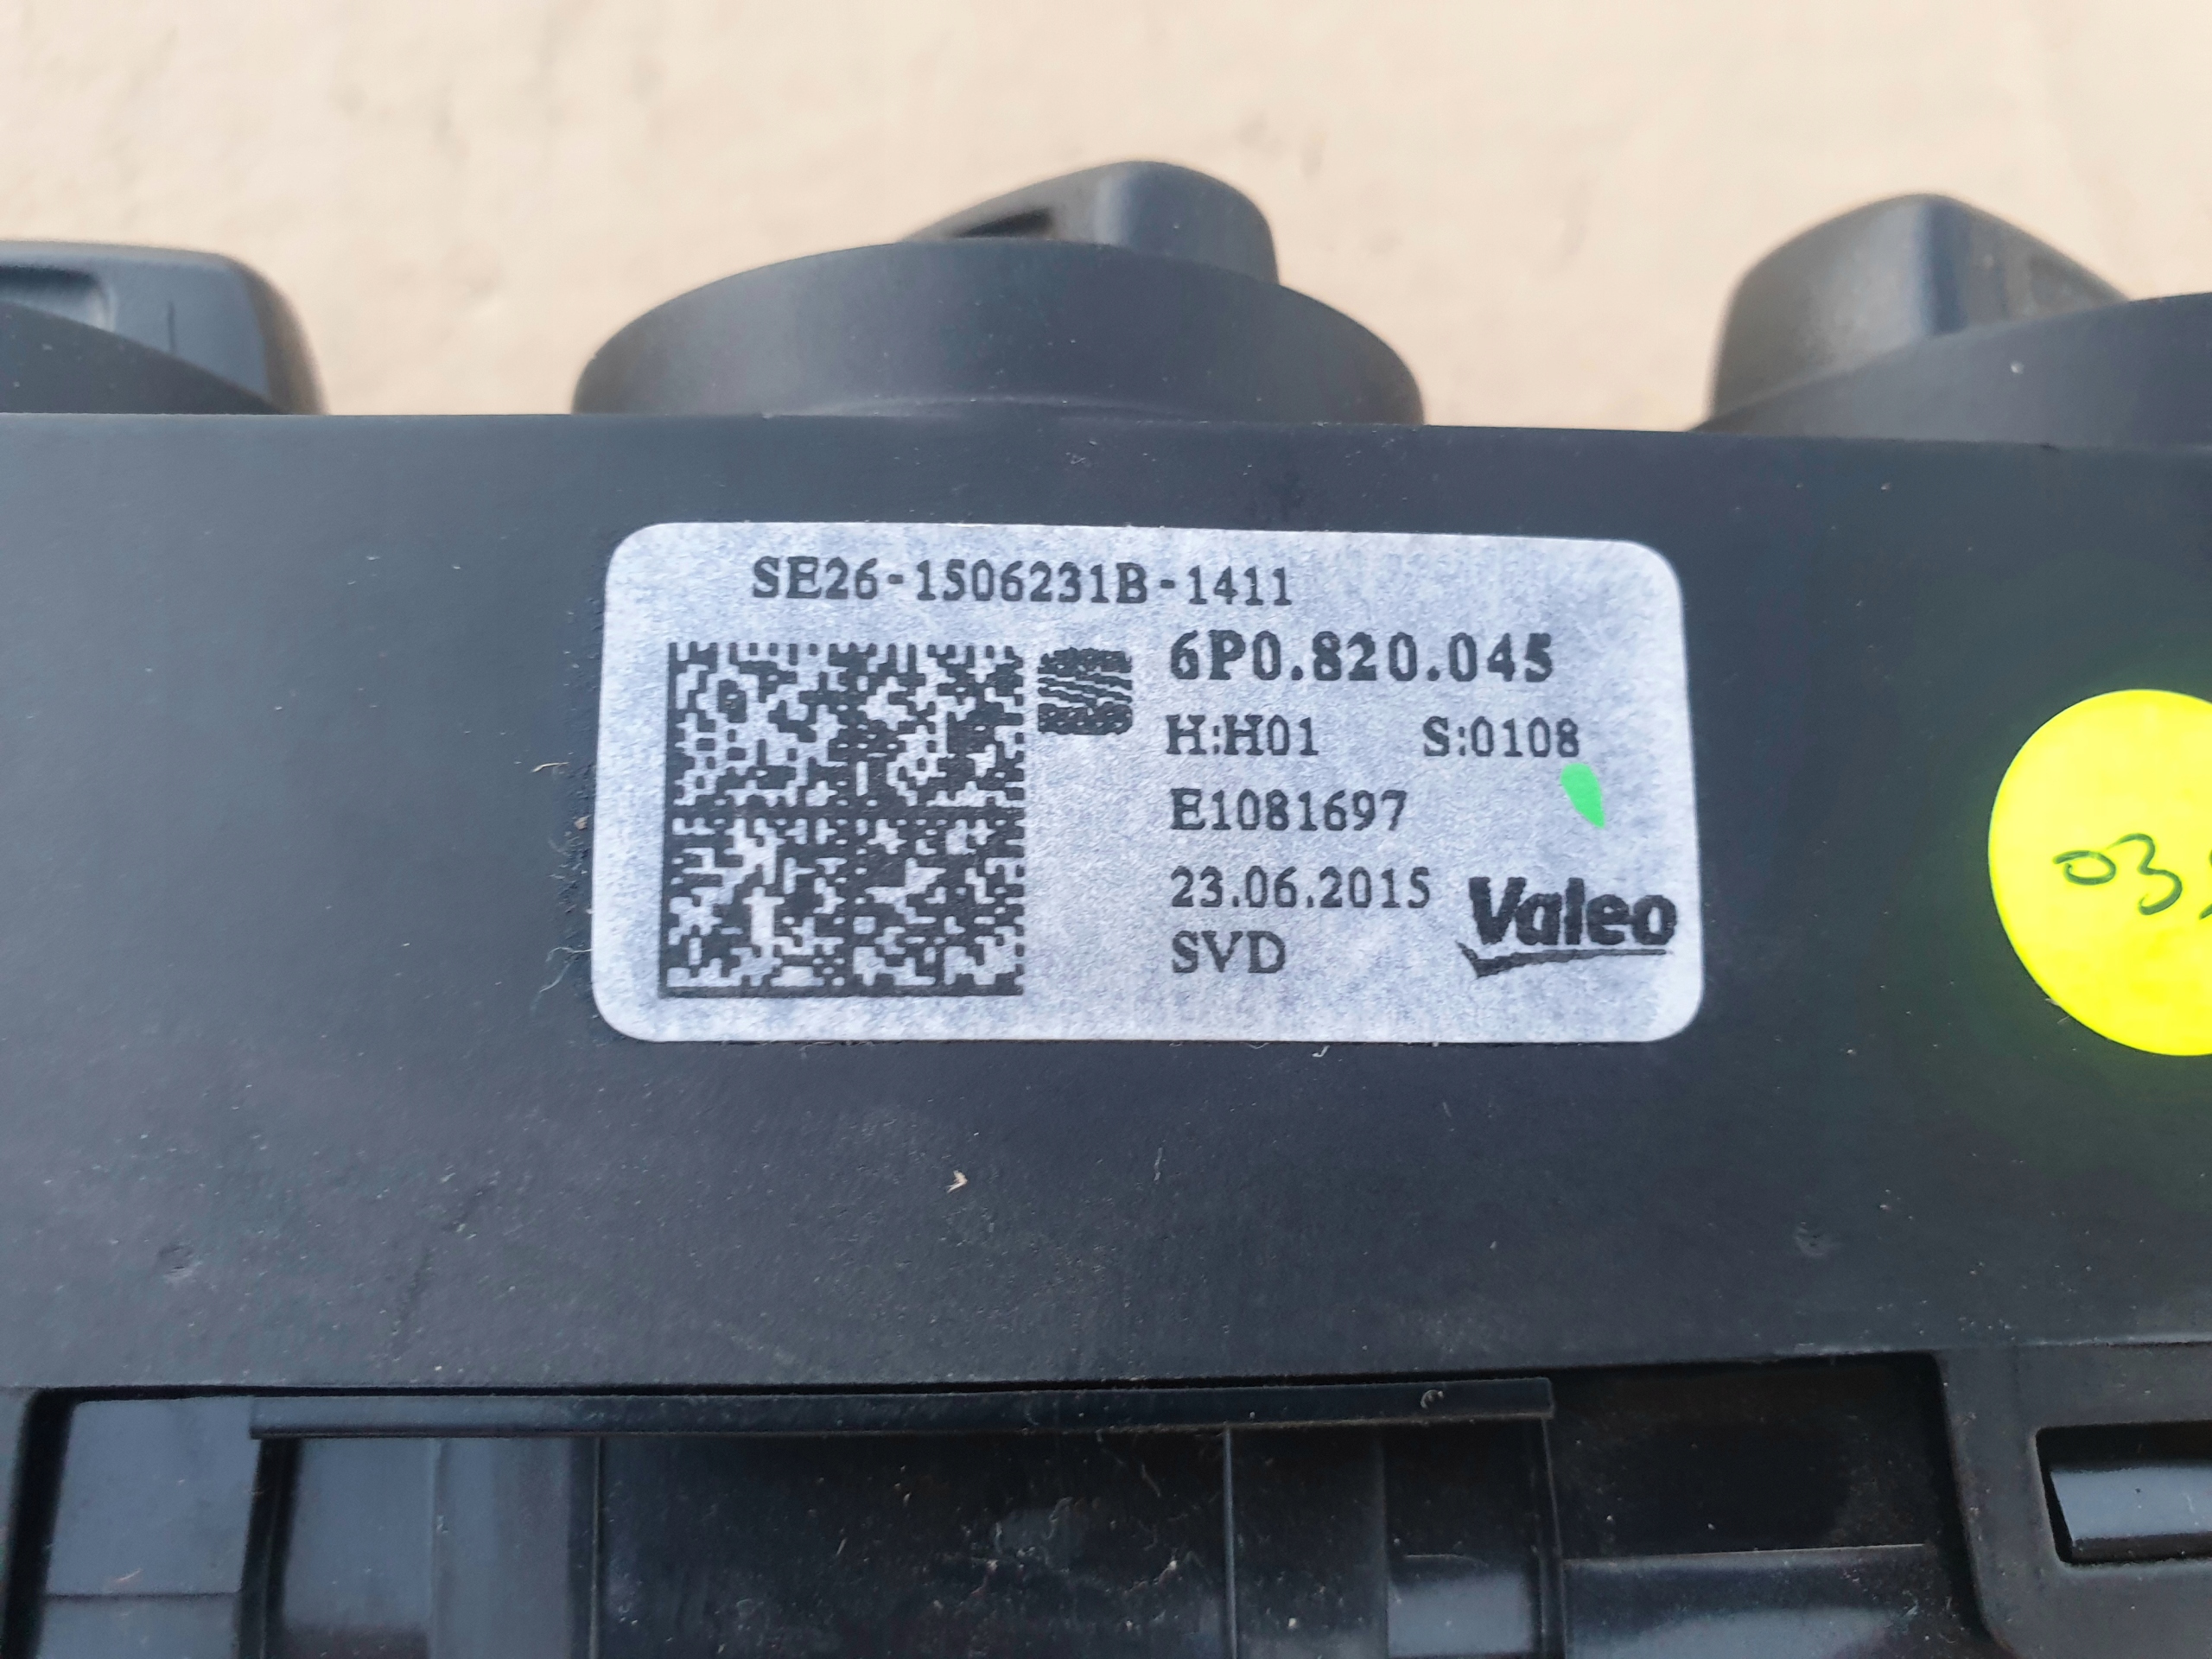 SE26-1506231B-1411
6P0.820.045
H:H01 S:0108
E1081697
23.06.2015
SVD
Valeo